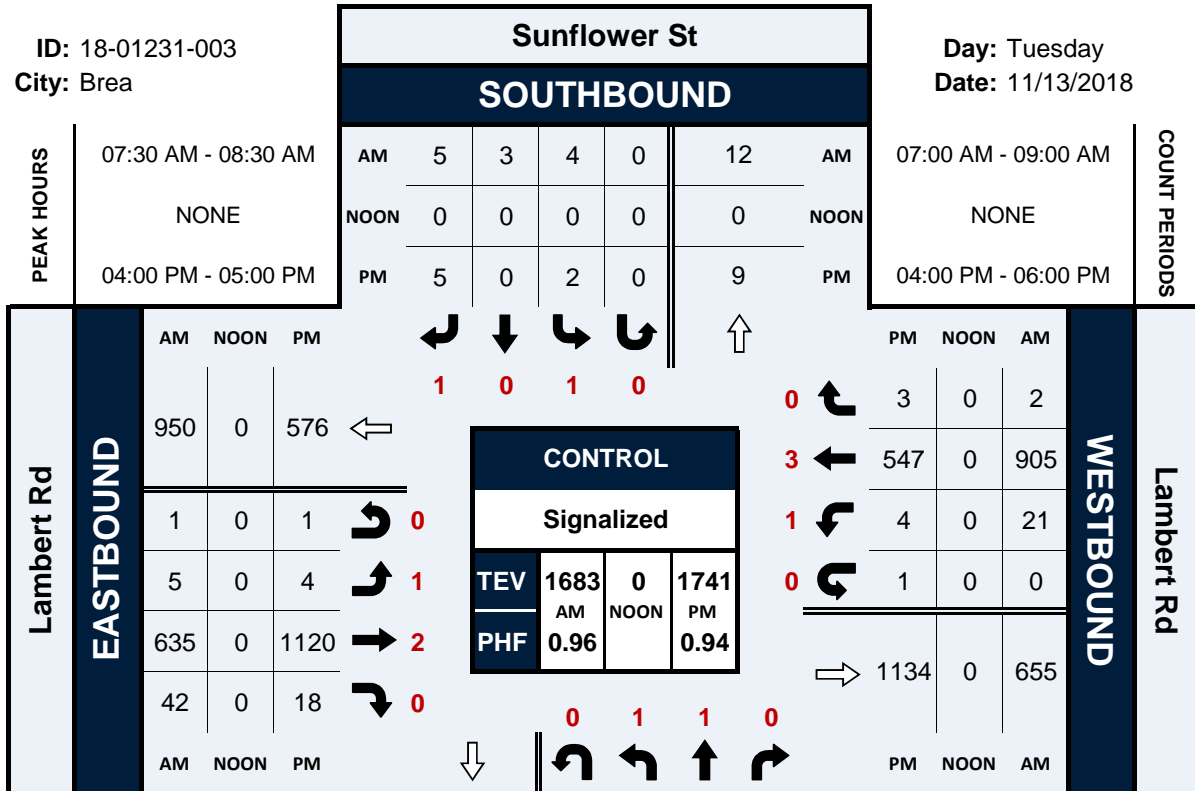 Sunflower St
ID: 18-01231-003
Day: Tuesday
City: Brea
Date: 11/13/2018
SOUTHBOUND
PEAK HOURS
07:30 AM - 08:30 AM
AM 5 3 4 0 12 AM
07:00 AM - 09:00 AM
COUNT PERIODS
NONE
NOON 0 0 0 0 0 NOON
NONE
04:00 PM - 05:00 PM
PM 5 0 2 0 9 PM
04:00 PM - 06:00 PM
Lambert Rd
EASTBOUND
AM NOON PM
950 0 576
1 0 1 0
5 0 4 1
635 0 1120 2
42 0 18 0
AM NOON PM
1 0 1 0
CONTROL
Signalized
TEV 1683 0 1741
AM NOON PM
PHF 0.96 0.94
0 1 1 0
PM NOON AM
0 3 0 2
3 547 0 905
1 4 0 21
0 1 0 0
1134 0 655
PM NOON AM
WESTBOUND
Lambert Rd